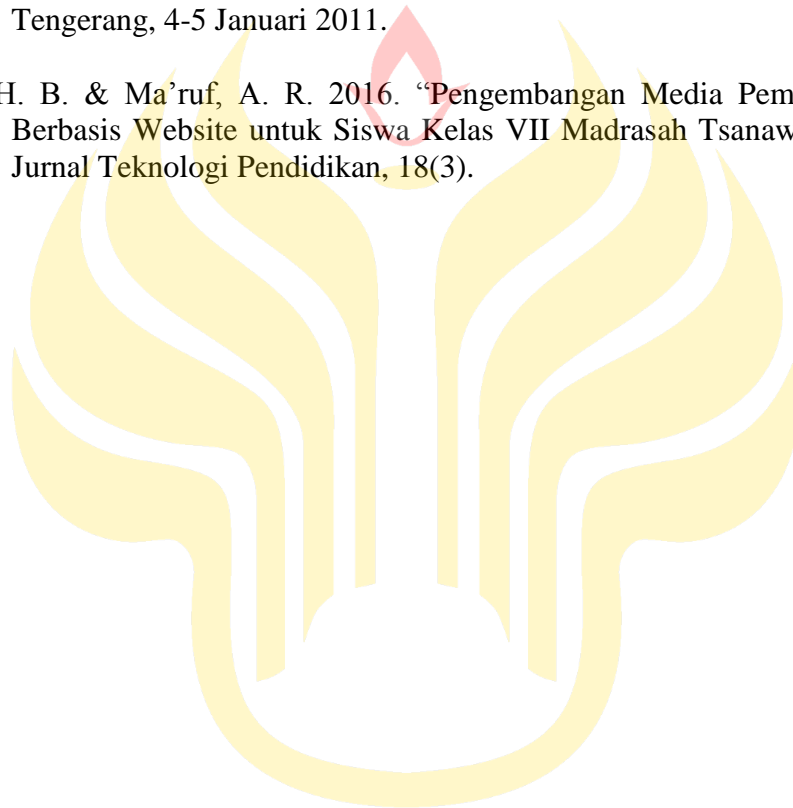 Tengerang, 4-5 Januari 2011.
H. B. & Ma’ruf, A. R. 2016. “Pengembangan Media Pem
Berbasis Website untuk Siswa Kelas VII Madrasah Tsanaw
Jurnal Teknologi Pendidikan, 18(3).